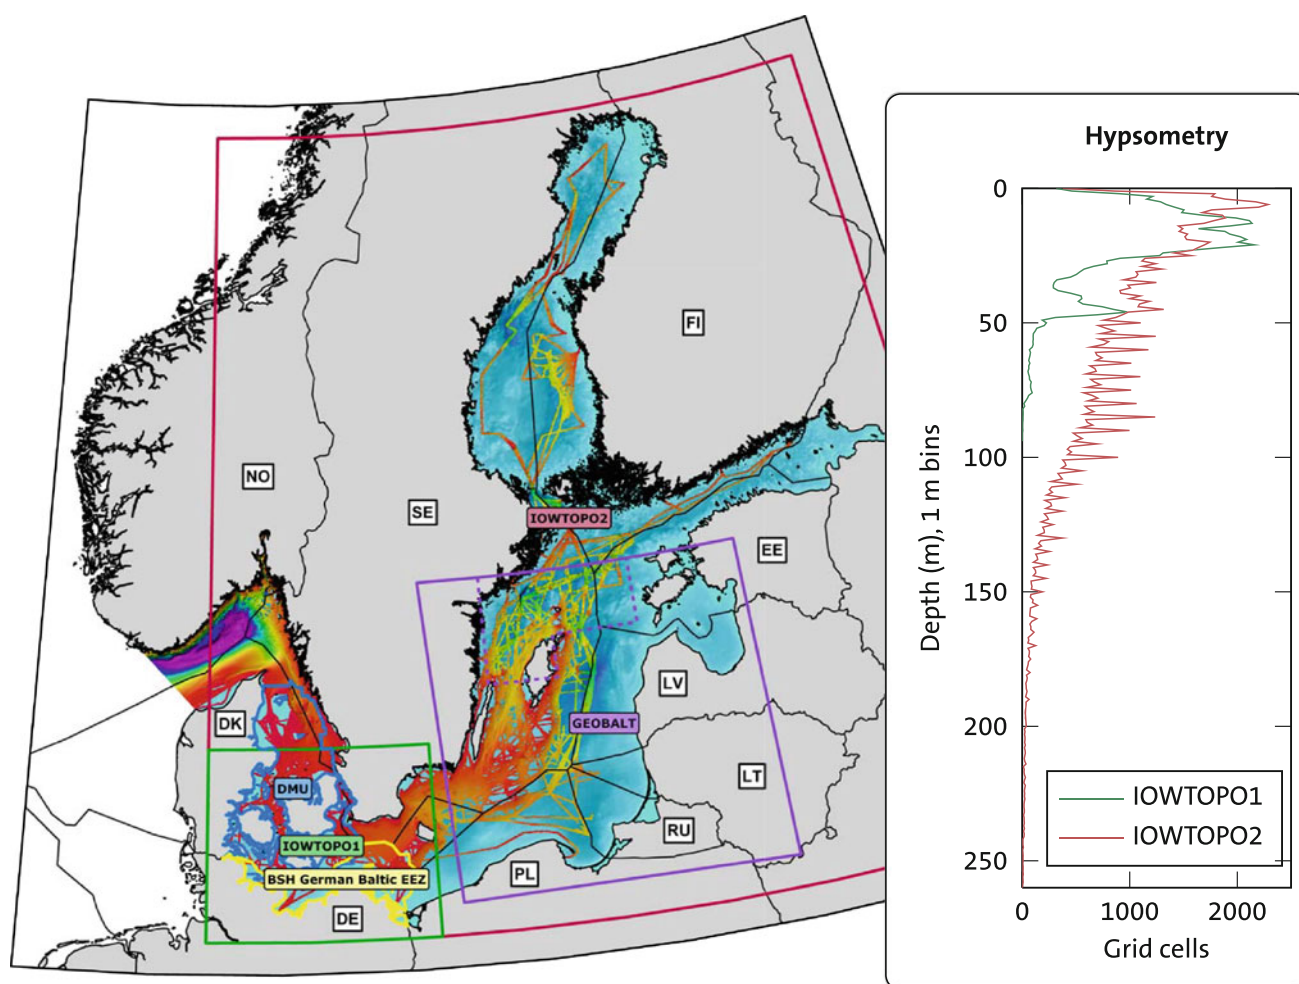 FI
NO
SE
IOWTOPO2
EE
LV
DK
GEOBALT
LT
DMU
RU
IOWTOPO1
PL
BSH German Baltic EEZ
DE
Hypsometry
0
50
100
150
200
250
Depth (m), 1 m bins
IOWTOPO1
IOWTOPO2
0 1000 2000
Grid cells